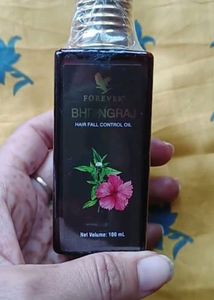 FOREVER
BHRINGRAJ
HAIR FALL CONTROL OIL
Net Volume: 100 mL